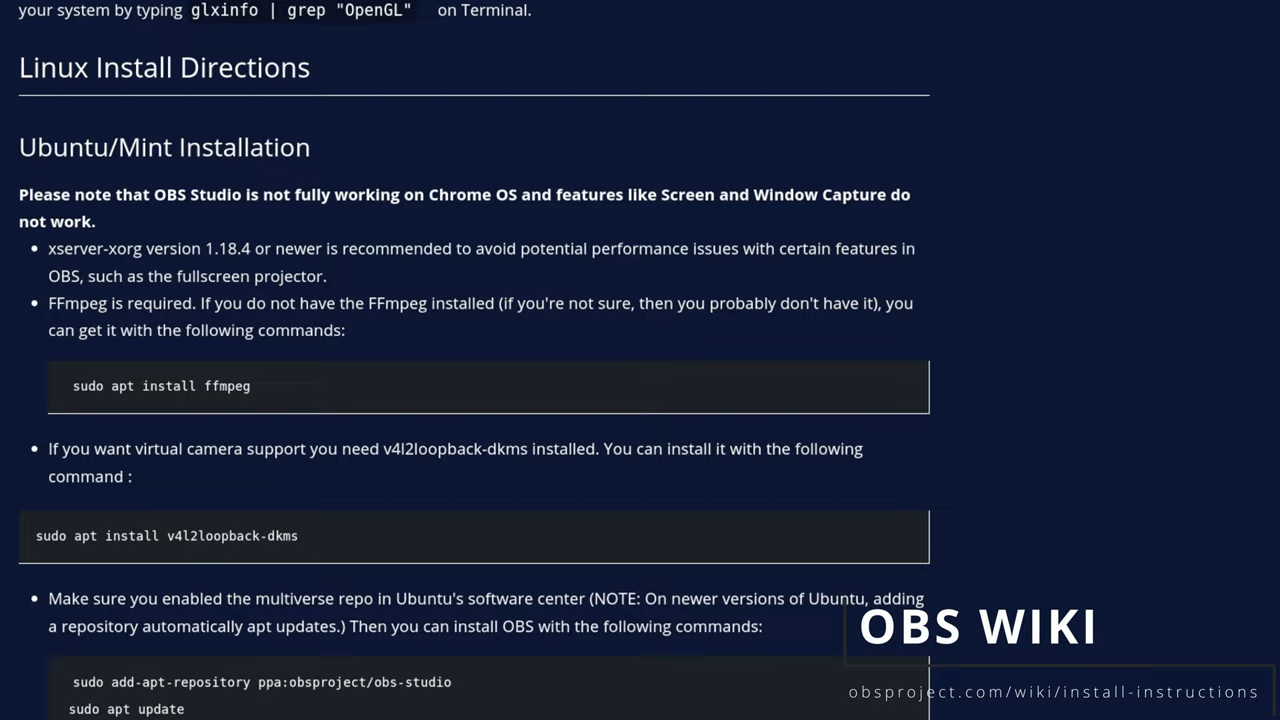 your system by typing glxinfo | grep "OpenGL" on Terminal.
Linux Install Directions
Ubuntu/Mint Installation
Please note that OBS Studio is not fully working on Chrome OS and features like Screen and Window Capture do
not work.
• xserver-xorg version 1.18.4 or newer is recommended to avoid potential performance issues with certain features in
OBS, such as the fullscreen projector.
• FFmpeg is required. If you do not have the FFmpeg installed (if you're not sure, then you probably don't have it), you
can get it with the following commands:
sudo apt install ffmpeg
• If you want virtual camera support you need v4l2loopback-dkms installed. You can install it with the following
command :
sudo apt install v4l2loopback-dkms
• Make sure you enabled the multiverse repo in Ubuntu's software center (NOTE: On newer versions of Ubuntu, adding
a repository automatically apt updates.) Then you can install OBS with the following commands:
sudo add-apt-repository ppa:obsproject/obs-studio
sudo apt update
OBS WIKI
obsproject.com/wiki/install-instructions